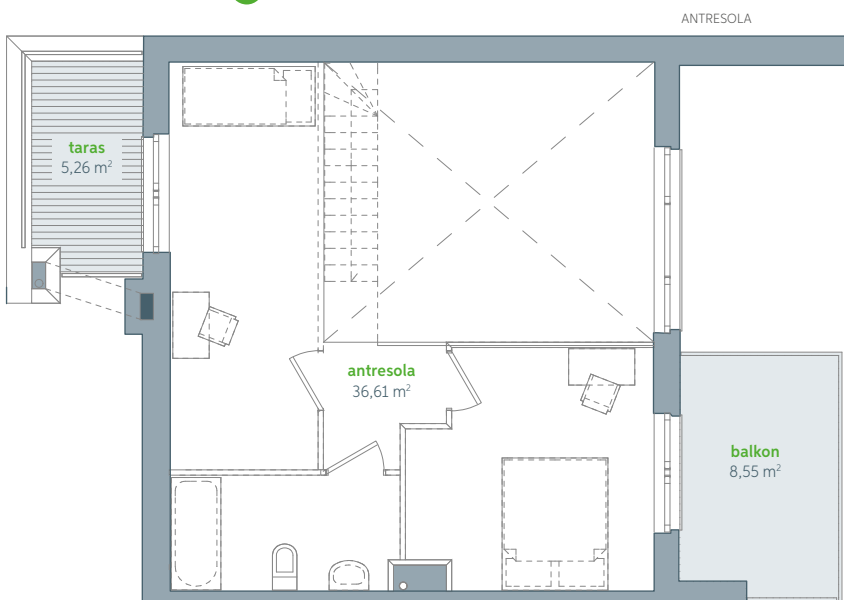 ANTRESOLA
taras
5,26 m²
antresola
36,61 m²
balkon
8,55 m²